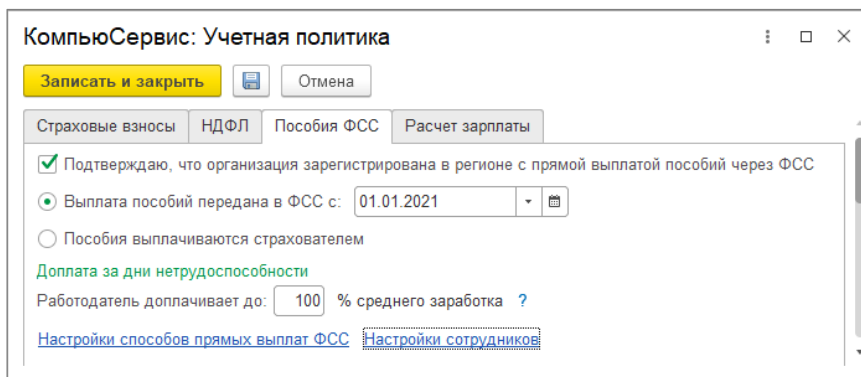 КомпьюСервис: Учетная политика
Записать и закрыть Отмена
Страховые взносы НДФЛ Пособия ФСС Расчет зарплаты
Подтверждаю, что организация зарегистрирована в регионе с прямой выплатой пособий через ФСС
Выплата пособий передана в ФСС с: 01.01.2021
Пособия выплачиваются страхователем
Доплата за дни нетрудоспособности
Работодатель доплачивает до: 100 % среднего заработка ?
Настройки способов прямых выплат ФСС Настройки сотрудников